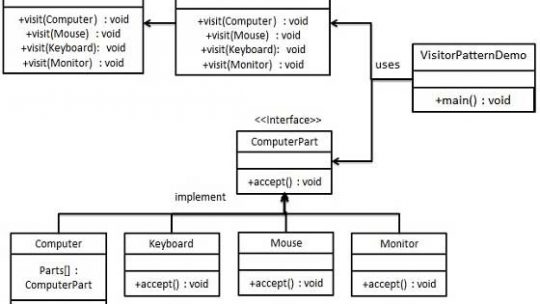 +visit(Computer) : void
+visit(Mouse) : void
+visit(Keyboard): void
+visit(Monitor) : void
+visit(Computer) : void
+visit(Mouse) : void
+visit(Keyboard): void
+visit(Monitor) : void
uses
VisitorPatternDemo
+main() : void
<<Interface>>
ComputerPart
+accept() : void
implement
Computer
Parts[] :
ComputerPart
Keyboard
+accept() : void
Mouse
+accept() : void
Monitor
+accept() : void